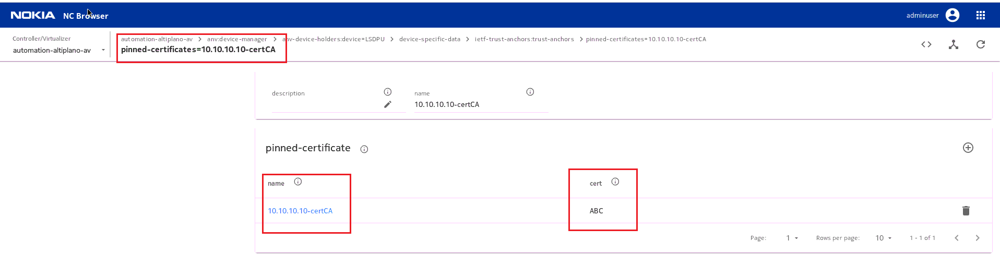 NOKIA NC Browser adminuser
Controller/Virtualizer
automation-altiplano-av
automation-altiplano-av > anv:device-manager > anv-device-holders:device=LSDPU > device-specific-data > ietf-trust-anchors:trust-anchors > pinned-certificates=10.10.10.10-certCA
pinned-certificates=10.10.10.10-certCA
description name
10.10.10.10-certCA
pinned-certificate
name cert
10.10.10.10-certCA ABC
Page: 1 Rows per page: 10 1 - 1 of 1